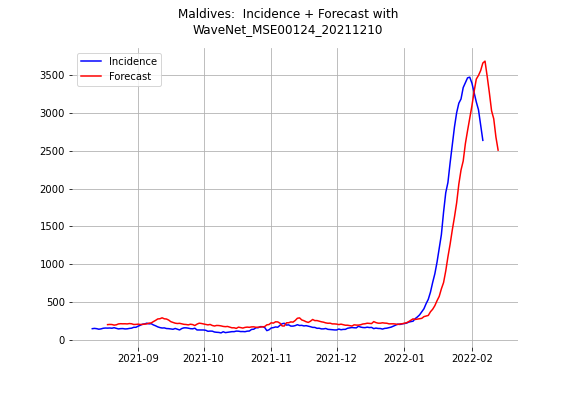 Maldives:  Incidence + Forecast with
WaveNet_MSE00124_20211210
Incidence
Forecast
3500
3000
2500
2000
1500
1000
500
0
2021-09 2021-10 2021-11 2021-12 2022-01 2022-02